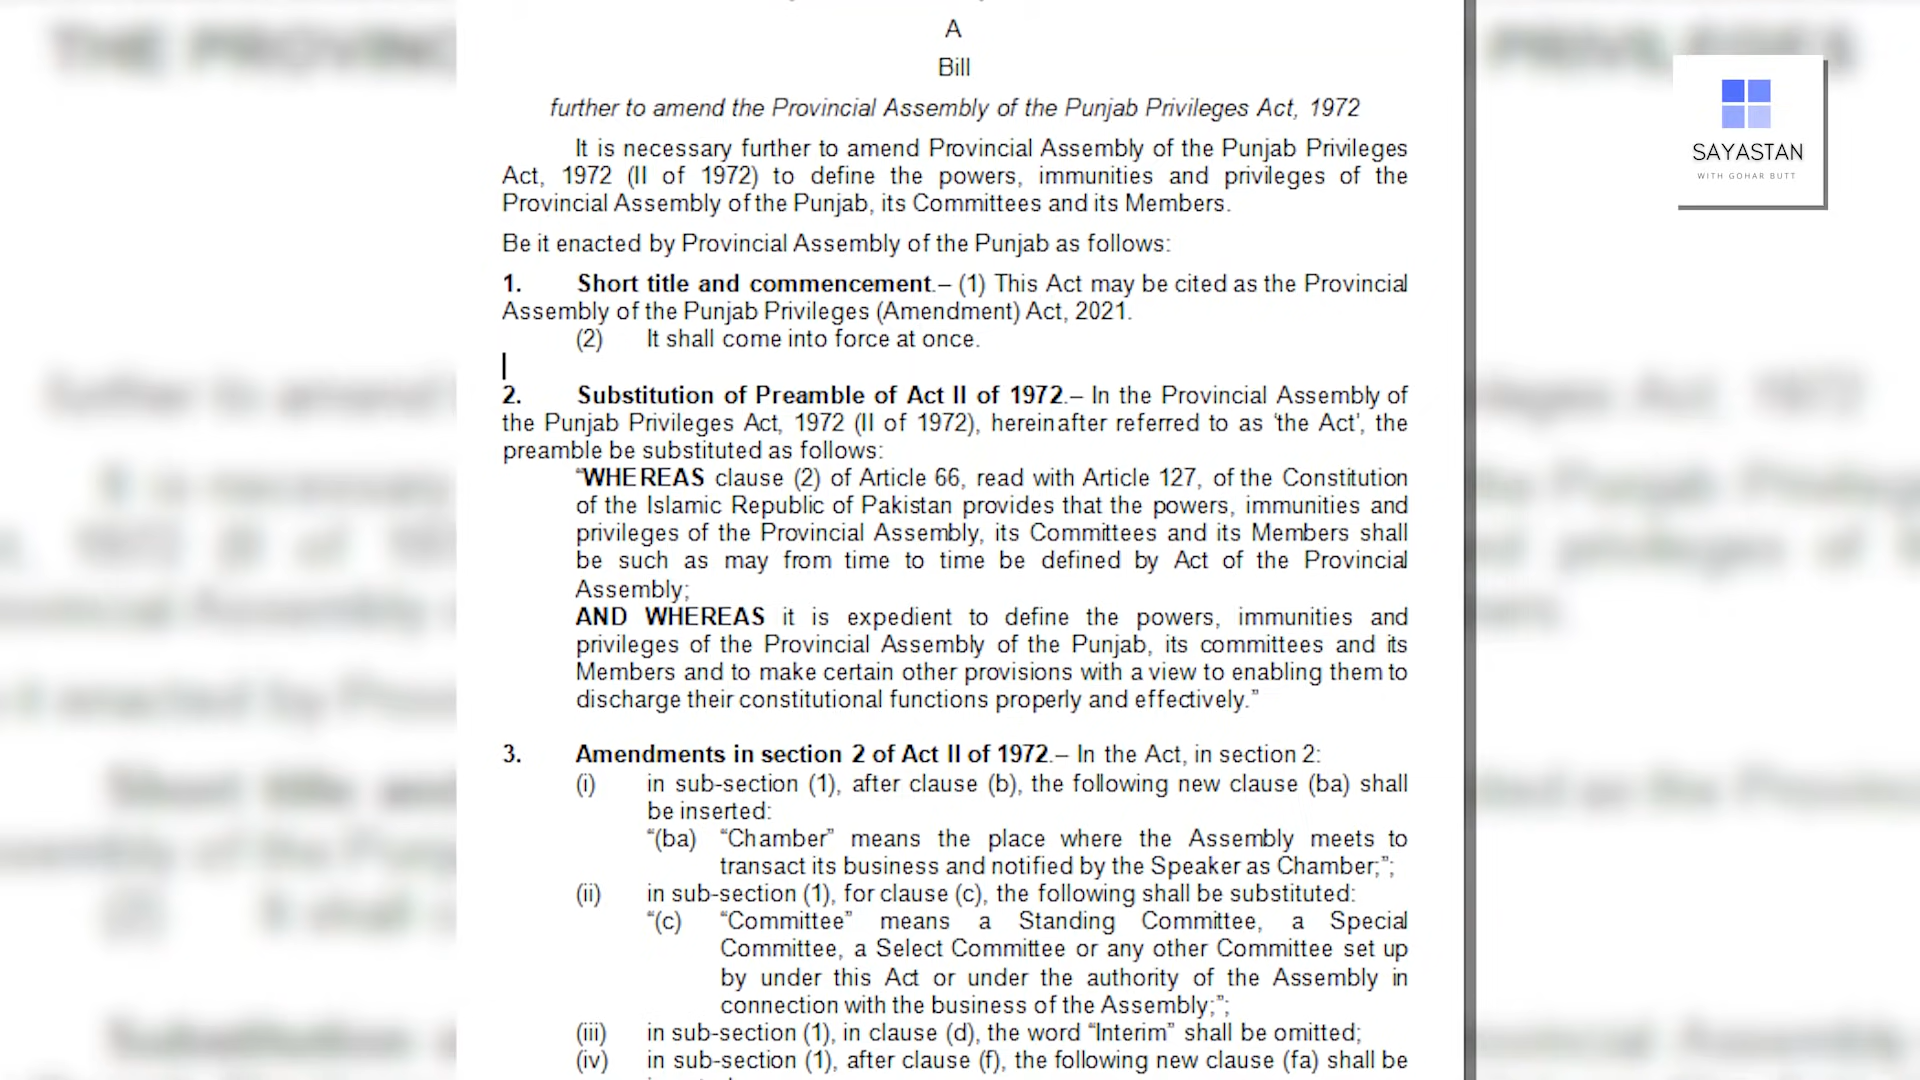 A
Bill
further to amend the Provincial Assembly of the Punjab Privileges Act, 1972
It is necessary further to amend Provincial Assembly of the Punjab Privileges
Act, 1972 (II of 1972) to define the powers, immunities and privileges of the
Provincial Assembly of the Punjab, its Committees and its Members.
Be it enacted by Provincial Assembly of the Punjab as follows:
1. Short title and commencement.– (1) This Act may be cited as the Provincial
Assembly of the Punjab Privileges (Amendment) Act, 2021.
(2) It shall come into force at once.
2. Substitution of Preamble of Act II of 1972.– In the Provincial Assembly of
the Punjab Privileges Act, 1972 (II of 1972), hereinafter referred to as ‘the Act’, the
preamble be substituted as follows:
“WHEREAS clause (2) of Article 66, read with Article 127, of the Constitution
of the Islamic Republic of Pakistan provides that the powers, immunities and
privileges of the Provincial Assembly, its Committees and its Members shall
be such as may from time to time be defined by Act of the Provincial
Assembly;
AND WHEREAS it is expedient to define the powers, immunities and
privileges of the Provincial Assembly of the Punjab, its committees and its
Members and to make certain other provisions with a view to enabling them to
discharge their constitutional functions properly and effectively.”
3. Amendments in section 2 of Act II of 1972.– In the Act, in section 2:
(i) in sub-section (1), after clause (b), the following new clause (ba) shall
be inserted:
“(ba) “Chamber” means the place where the Assembly meets to
transact its business and notified by the Speaker as Chamber;”;
(ii) in sub-section (1), for clause (c), the following shall be substituted:
“(c) “Committee” means a Standing Committee, a Special
Committee, a Select Committee or any other Committee set up
by under this Act or under the authority of the Assembly in
connection with the business of the Assembly;”;
(iii) in sub-section (1), in clause (d), the word “Interim” shall be omitted;
(iv) in sub-section (1), after clause (f), the following new clause (fa) shall be
SAYASTAN
WITH GOHAR BUTT